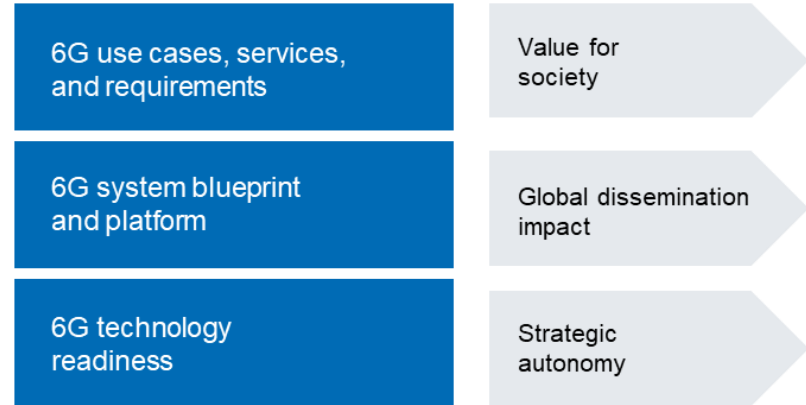 6G use cases, services,
and requirements
Value for
society
6G system blueprint
and platform
Global dissemination
impact
6G technology
readiness
Strategic
autonomy